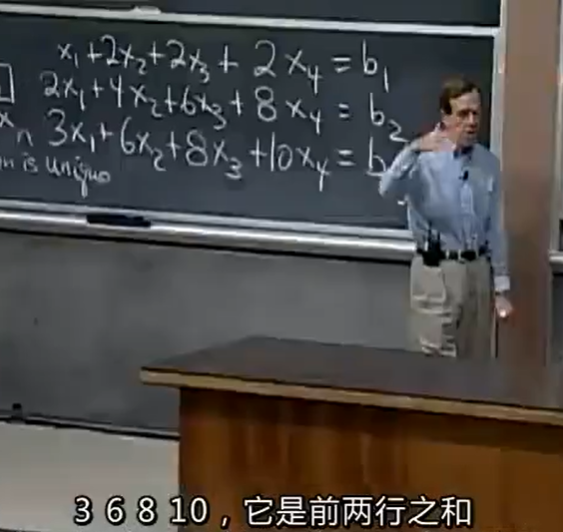 x₁+2x₂+2x₃+ 2x₄ = b₁
2x₁+4x₂+6x₃+ 8x₄ = b₂
3x₁+6x₂+8x₃ +10x₄ = b
is unique
3 6 8 10，它是前两行之和